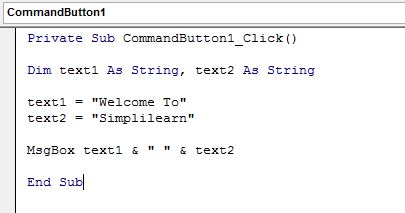 CommandButton1
Private Sub CommandButton1_Click()
Dim text1 As String, text2 As String
text1 = "Welcome To"
text2 = "Simplilearn"
MsgBox text1 & " " & text2
End Sub